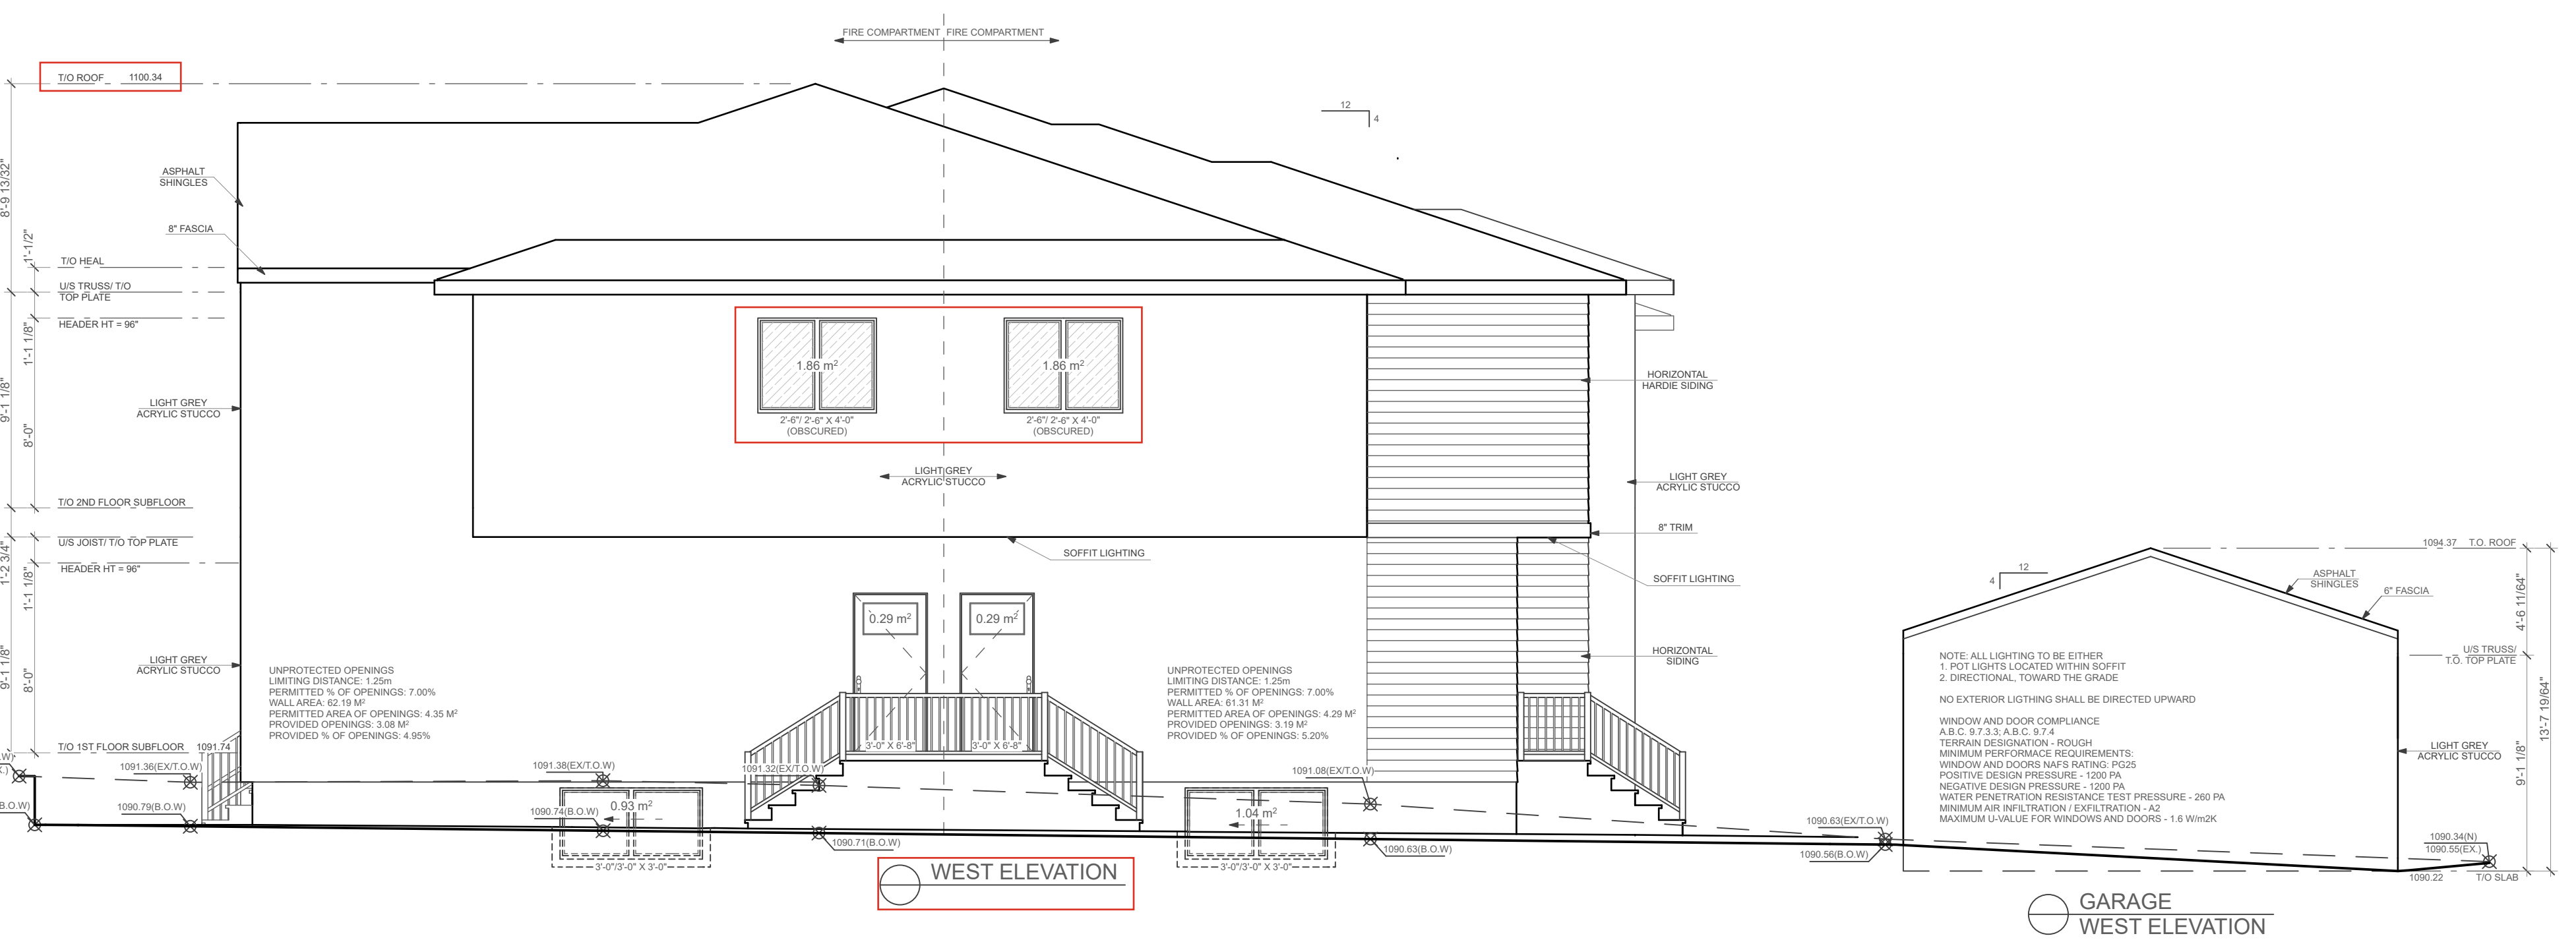 FIRE COMPARTMENT FIRE COMPARTMENT
T/O ROOF 1100.34
12
4
8'-9 13/32"
ASPHALT
SHINGLES
8" FASCIA
1'-1/2"
T/O HEAL
U/S TRUSS/ T/O
TOP PLATE
HEADER HT = 96"
1'-1 1/8"
9'-1 1/8"
8'-0"
LIGHT GREY
ACRYLIC STUCCO
1.86 m²
1.86 m²
2'-6"/ 2'-6" X 4'-0"
(OBSCURED)
2'-6"/ 2'-6" X 4'-0"
(OBSCURED)
HORIZONTAL
HARDIE SIDING
LIGHT GREY
ACRYLIC STUCCO
LIGHT GREY
ACRYLIC STUCCO
T/O 2ND FLOOR SUBFLOOR
8" TRIM
U/S JOIST/ T/O TOP PLATE
SOFFIT LIGHTING
HEADER HT = 96"
1'-2 3/4"
1'-1 1/8"
SOFFIT LIGHTING
0.29 m²
0.29 m²
9'-1 1/8"
8'-0"
LIGHT GREY
ACRYLIC STUCCO
HORIZONTAL
SIDING
UNPROTECTED OPENINGS
LIMITING DISTANCE: 1.25m
PERMITTED % OF OPENINGS: 7.00%
WALL AREA: 62.19 M²
PERMITTED AREA OF OPENINGS: 4.35 M²
PROVIDED OPENINGS: 3.08 M²
PROVIDED % OF OPENINGS: 4.95%
UNPROTECTED OPENINGS
LIMITING DISTANCE: 1.25m
PERMITTED % OF OPENINGS: 7.00%
WALL AREA: 61.31 M²
PERMITTED AREA OF OPENINGS: 4.29 M²
PROVIDED OPENINGS: 3.19 M²
PROVIDED % OF OPENINGS: 5.20%
3'-0" X 6'-8"
3'-0" X 6'-8"
T/O 1ST FLOOR SUBFLOOR 1091.74
1091.36(EX/T.O.W)
1091.38(EX/T.O.W)
1091.32(EX/T.O.W)
1091.08(EX/T.O.W)
1090.79(B.O.W)
1090.74(B.O.W)
0.93 m²
1.04 m²
1090.71(B.O.W)
1090.63(B.O.W)
1090.63(EX/T.O.W)
1090.56(B.O.W)
3'-0"/3'-0" X 3'-0"
3'-0"/3'-0" X 3'-0"
WEST ELEVATION
1094.37 T.O. ROOF
12
4
ASPHALT
SHINGLES
6" FASCIA
4'-6 11/64"
U/S TRUSS/
T.O. TOP PLATE
NOTE: ALL LIGHTING TO BE EITHER
1. POT LIGHTS LOCATED WITHIN SOFFIT
2. DIRECTIONAL, TOWARD THE GRADE
NO EXTERIOR LIGTHING SHALL BE DIRECTED UPWARD
WINDOW AND DOOR COMPLIANCE
A.B.C. 9.7.3.3; A.B.C. 9.7.4
TERRAIN DESIGNATION - ROUGH
MINIMUM PERFORMACE REQUIREMENTS:
WINDOW AND DOORS NAFS RATING: PG25
POSITIVE DESIGN PRESSURE - 1200 PA
NEGATIVE DESIGN PRESSURE - 1200 PA
WATER PENETRATION RESISTANCE TEST PRESSURE - 260 PA
MINIMUM AIR INFILTRATION / EXFILTRATION - A2
MAXIMUM U-VALUE FOR WINDOWS AND DOORS - 1.6 W/m2K
13'-7 19/64"
9'-1 1/8"
LIGHT GREY
ACRYLIC STUCCO
1090.34(N)
1090.55(EX.)
1090.22 T/O SLAB
GARAGE
WEST ELEVATION